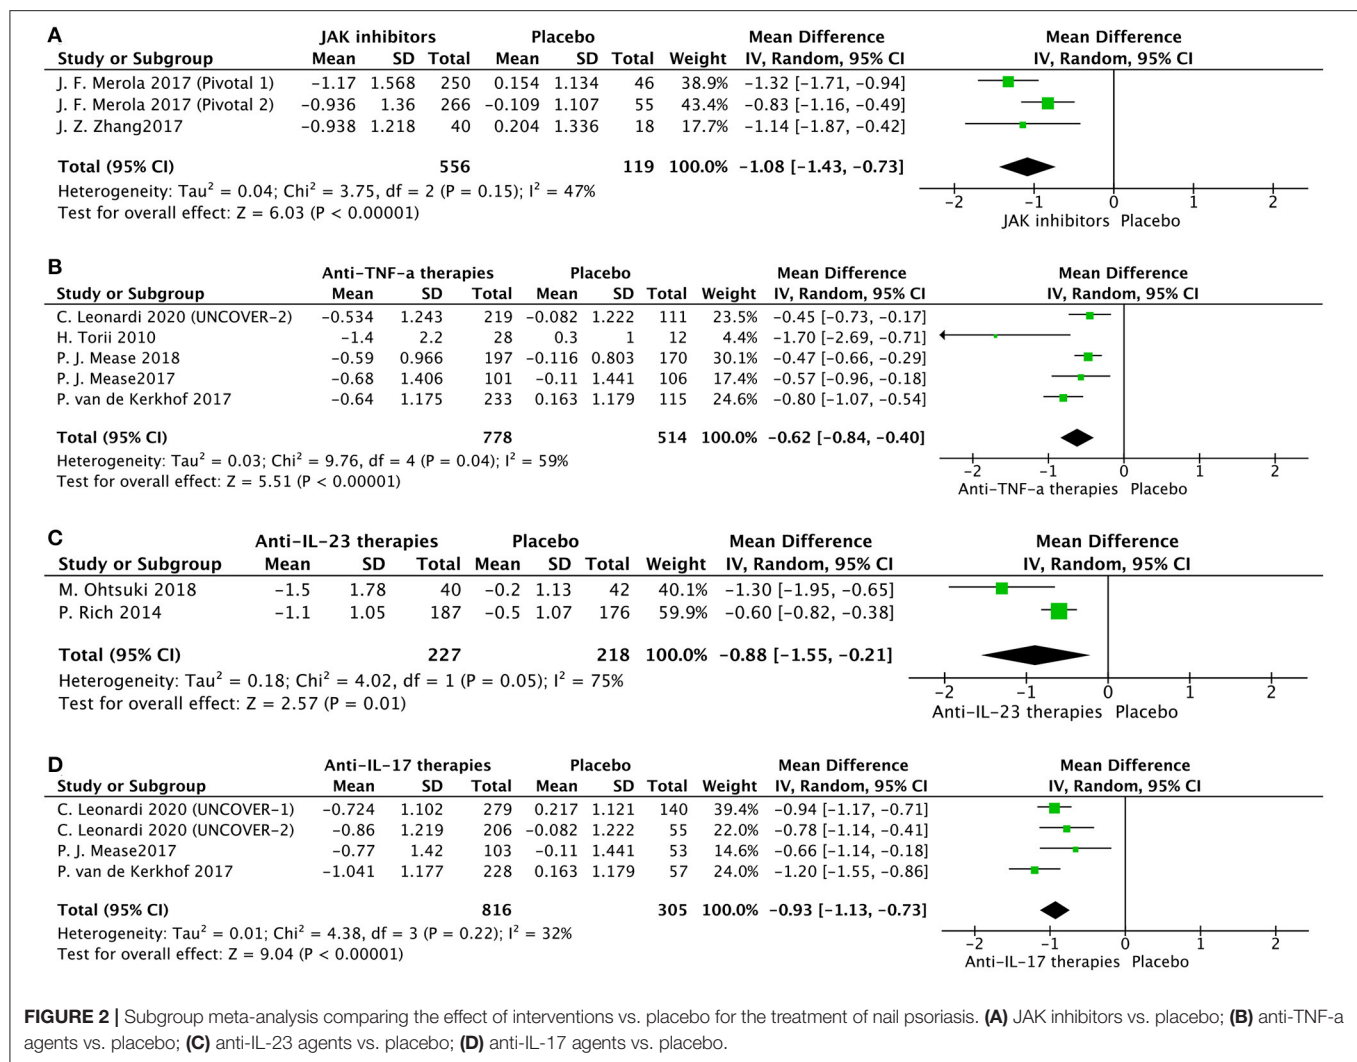 A
JAK inhibitors Placebo Mean Difference Mean Difference
Study or Subgroup Mean SD Total Mean SD Total Weight IV, Random, 95% CI IV, Random, 95% CI
J. F. Merola 2017 (Pivotal 1) −1.17 1.568 250 0.154 1.134 46 38.9% −1.32 [−1.71, −0.94]
J. F. Merola 2017 (Pivotal 2) −0.936 1.36 266 −0.109 1.107 55 43.4% −0.83 [−1.16, −0.49]
J. Z. Zhang2017 −0.938 1.218 40 0.204 1.336 18 17.7% −1.14 [−1.87, −0.42]
Total (95% CI) 556 119 100.0% −1.08 [−1.43, −0.73]
Heterogeneity: Tau² = 0.04; Chi² = 3.75, df = 2 (P = 0.15); I² = 47%
Test for overall effect: Z = 6.03 (P < 0.00001)
−2 −1 0 1 2
JAK inhibitors Placebo
B
Anti−TNF−a therapies Placebo Mean Difference Mean Difference
Study or Subgroup Mean SD Total Mean SD Total Weight IV, Random, 95% CI IV, Random, 95% CI
C. Leonardi 2020 (UNCOVER−2) −0.534 1.243 219 −0.082 1.222 111 23.5% −0.45 [−0.73, −0.17]
H. Torii 2010 −1.4 2.2 28 0.3 1 12 4.4% −1.70 [−2.69, −0.71]
P. J. Mease 2018 −0.59 0.966 197 −0.116 0.803 170 30.1% −0.47 [−0.66, −0.29]
P. J. Mease2017 −0.68 1.406 101 −0.11 1.441 106 17.4% −0.57 [−0.96, −0.18]
P. van de Kerkhof 2017 −0.64 1.175 233 0.163 1.179 115 24.6% −0.80 [−1.07, −0.54]
Total (95% CI) 778 514 100.0% −0.62 [−0.84, −0.40]
Heterogeneity: Tau² = 0.03; Chi² = 9.76, df = 4 (P = 0.04); I² = 59%
Test for overall effect: Z = 5.51 (P < 0.00001)
−2 −1 0 1 2
Anti−TNF−a therapies Placebo
C
Anti−IL−23 therapies Placebo Mean Difference Mean Difference
Study or Subgroup Mean SD Total Mean SD Total Weight IV, Random, 95% CI IV, Random, 95% CI
M. Ohtsuki 2018 −1.5 1.78 40 −0.2 1.13 42 40.1% −1.30 [−1.95, −0.65]
P. Rich 2014 −1.1 1.05 187 −0.5 1.07 176 59.9% −0.60 [−0.82, −0.38]
Total (95% CI) 227 218 100.0% −0.88 [−1.55, −0.21]
Heterogeneity: Tau² = 0.18; Chi² = 4.02, df = 1 (P = 0.05); I² = 75%
Test for overall effect: Z = 2.57 (P = 0.01)
−2 −1 0 1 2
Anti−IL−23 therapies Placebo
D
Anti−IL−17 therapies Placebo Mean Difference Mean Difference
Study or Subgroup Mean SD Total Mean SD Total Weight IV, Random, 95% CI IV, Random, 95% CI
C. Leonardi 2020 (UNCOVER−1) −0.724 1.102 279 0.217 1.121 140 39.4% −0.94 [−1.17, −0.71]
C. Leonardi 2020 (UNCOVER−2) −0.86 1.219 206 −0.082 1.222 55 22.0% −0.78 [−1.14, −0.41]
P. J. Mease2017 −0.77 1.42 103 −0.11 1.441 53 14.6% −0.66 [−1.14, −0.18]
P. van de Kerkhof 2017 −1.041 1.177 228 0.163 1.179 57 24.0% −1.20 [−1.55, −0.86]
Total (95% CI) 816 305 100.0% −0.93 [−1.13, −0.73]
Heterogeneity: Tau² = 0.01; Chi² = 4.38, df = 3 (P = 0.22); I² = 32%
Test for overall effect: Z = 9.04 (P < 0.00001)
−2 −1 0 1 2
Anti−IL−17 therapies Placebo
FIGURE 2 | Subgroup meta-analysis comparing the effect of interventions vs. placebo for the treatment of nail psoriasis. (A) JAK inhibitors vs. placebo; (B) anti-TNF-a
agents vs. placebo; (C) anti-IL-23 agents vs. placebo; (D) anti-IL-17 agents vs. placebo.